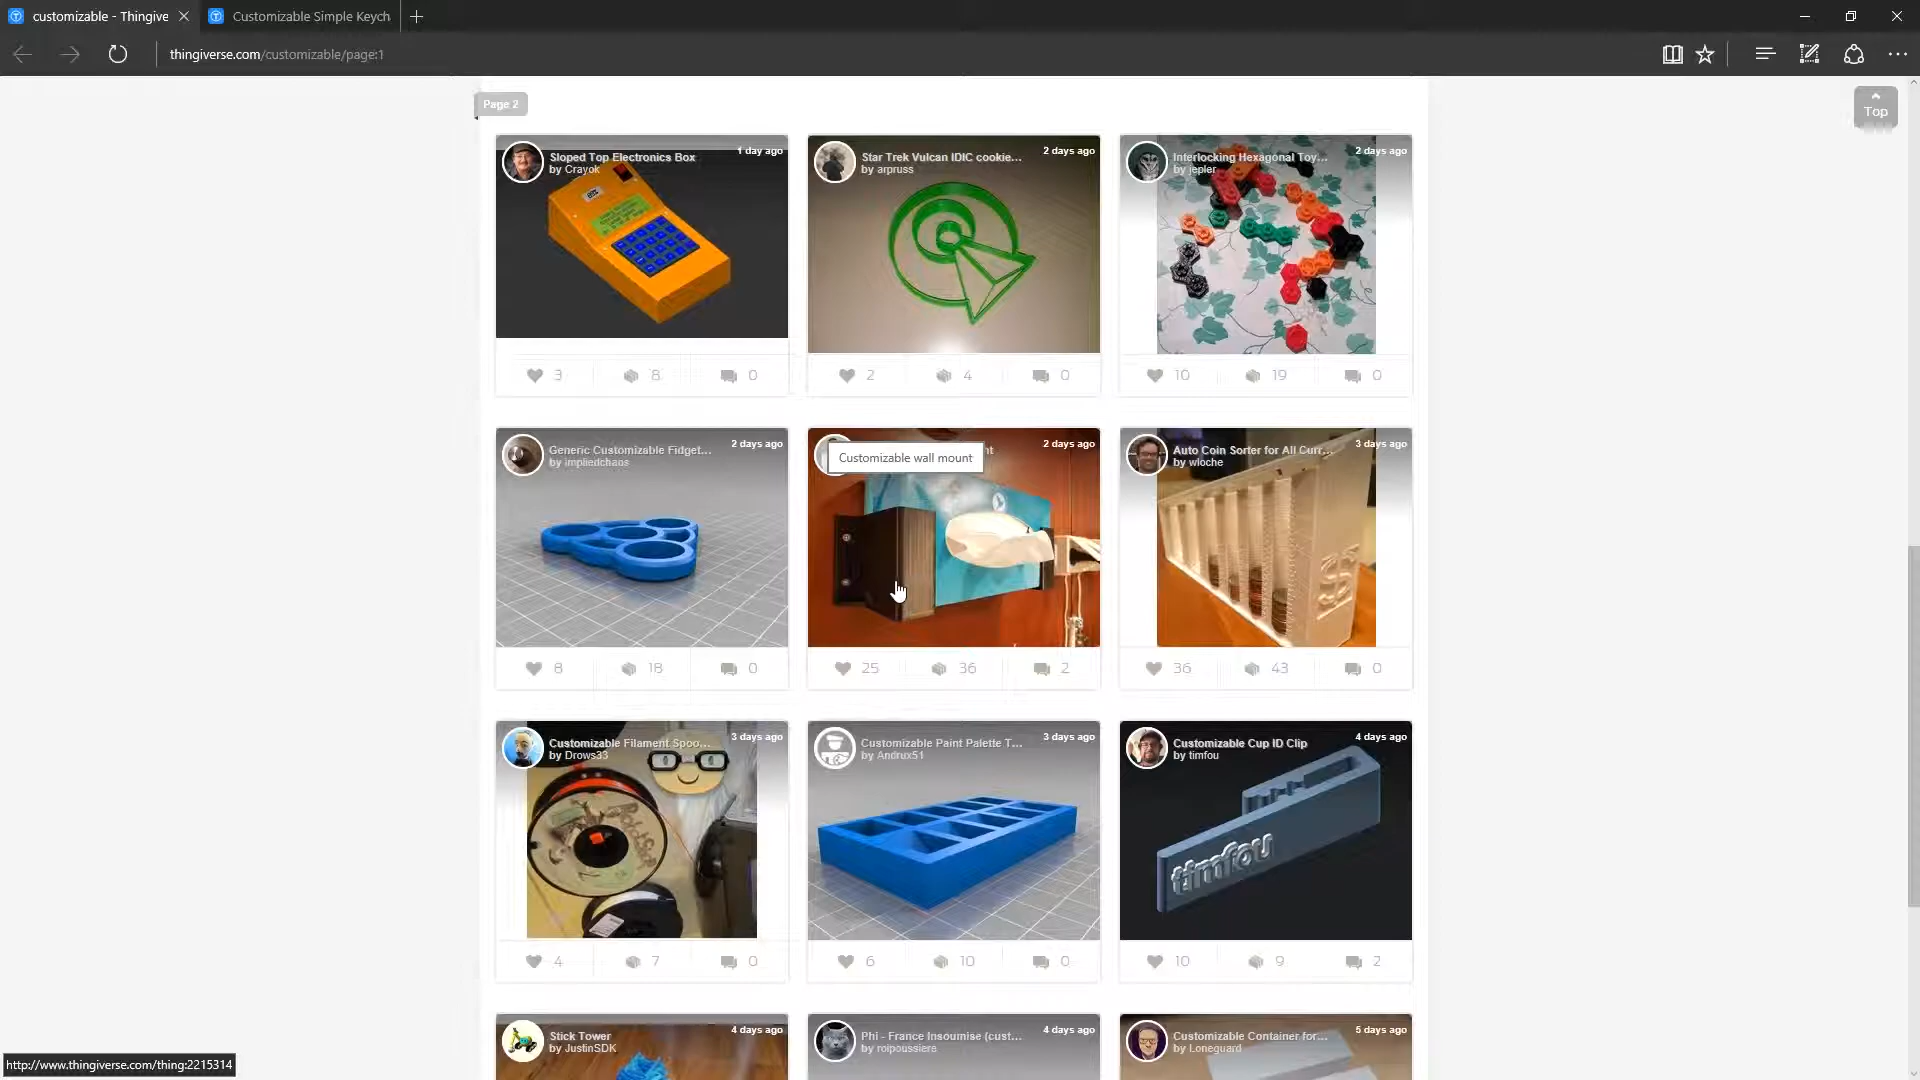 customizable - Thingive
Customizable Simple Keych
thingiverse.com/customizable/page:1
Page 2
Top
Sloped Top Electronics Box
by Crayok
1 day ago
Star Trek Vulcan IDIC cookie...
by arpruss
2 days ago
Interlocking Hexagonal Toy...
by jepler
2 days ago
3 8 0
2 4 0
10 19 0
Generic Customizable Fidget...
by impliedchaos
2 days ago
Customizable wall mount
nt
2 days ago
Auto Coin Sorter for All Curr...
by wioche
3 days ago
8 18 0
25 36 2
36 43 0
Customizable Filament Spoo...
by Drows33
3 days ago
Customizable Paint Palette T...
by Andrux51
3 days ago
Customizable Cup ID Clip
by timfou
4 days ago
timfou
4 7 0
6 10 0
10 9 2
Stick Tower
by JustinSDK
4 days ago
Phi - France Insoumise (cust...
by roipoussiere
4 days ago
Customizable Container for...
by Loneguard
5 days ago
http://www.thingiverse.com/thing:2215314